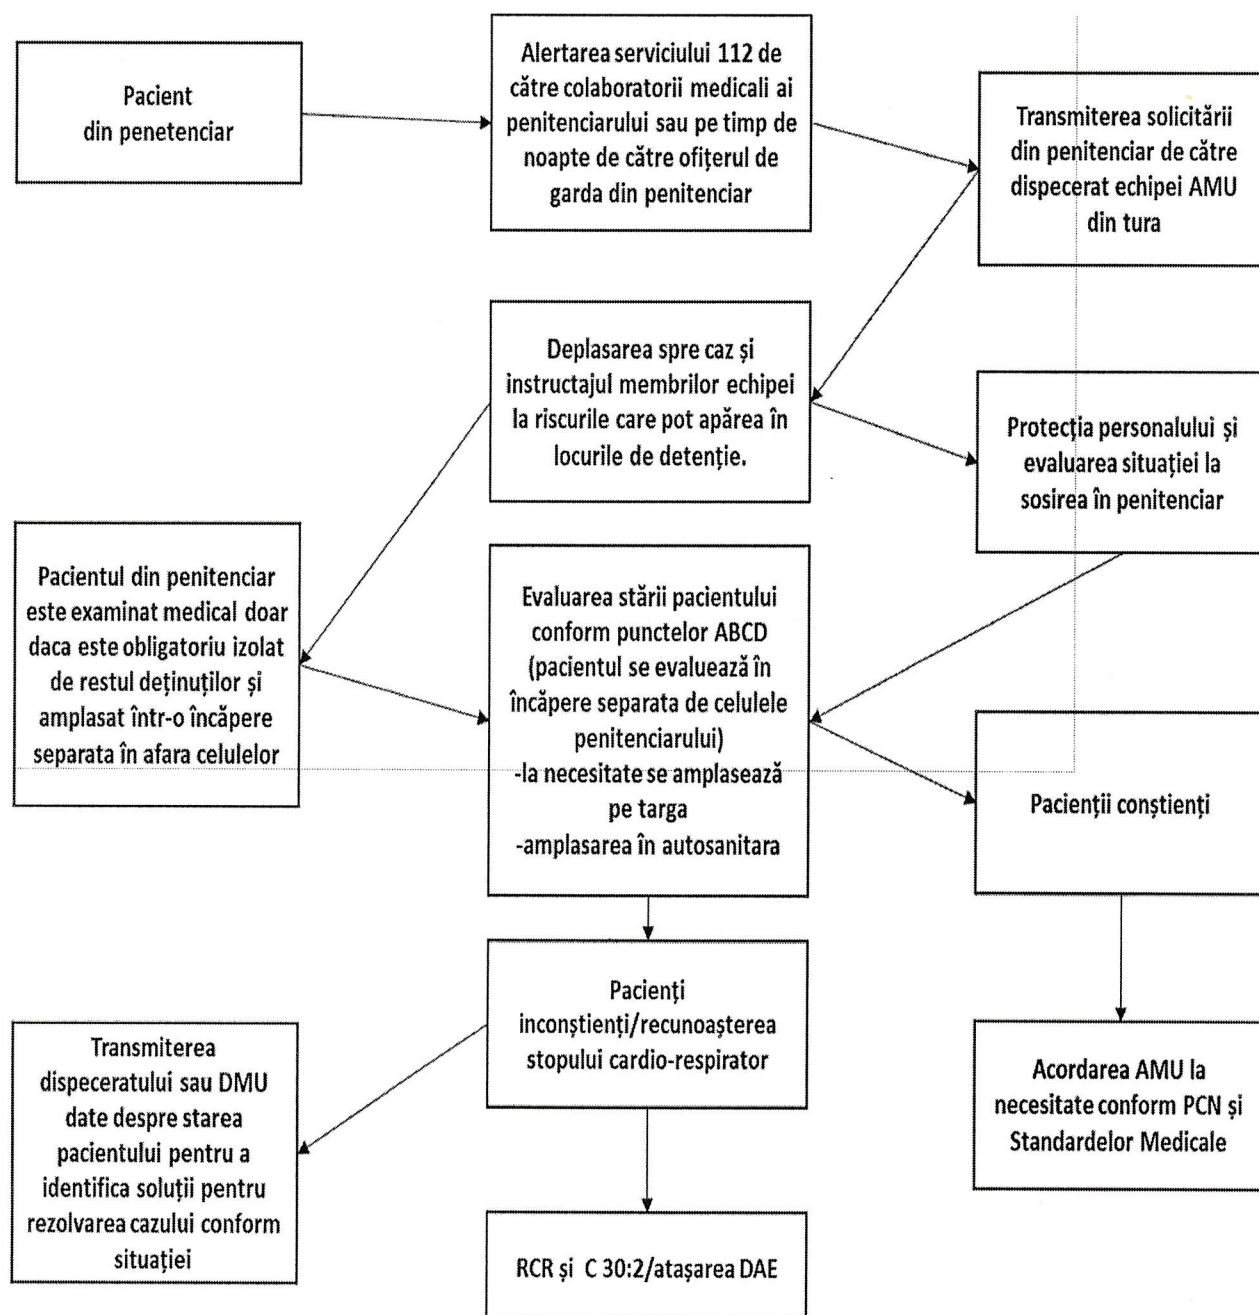 Pacient
din penetenciar
Alertarea serviciului 112 de
către colaboratorii medicali ai
penitenciarului sau pe timp de
noapte de către ofițerul de
garda din penitenciar
Transmiterea solicitării
din penitenciar de către
dispecerat echipei AMU
din tura
Deplasarea spre caz și
instructajul membrilor echipei
la riscurile care pot apărea în
locurile de detenție.
Protecția personalului și
evaluarea situației la
sosirea în penitenciar
Pacientul din penitenciar
este examinat medical doar
daca este obligatoriu izolat
de restul deținuților și
amplasat într-o încăpere
separata în afara celulelor
Evaluarea stării pacientului
conform punctelor ABCD
(pacientul se evaluează în
încăpere separata de celulele
penitenciarului)
-la necesitate se amplasează
pe targa
-amplasarea în autosanitara
Pacienții conștienți
Pacienți
inconștienți/recunoașterea
stopului cardio-respirator
Transmiterea
dispeceratului sau DMU
date despre starea
pacientului pentru a
identifica soluții pentru
rezolvarea cazului conform
situației
Acordarea AMU la
necesitate conform PCN și
Standardelor Medicale
RCR și C 30:2/atașarea DAE